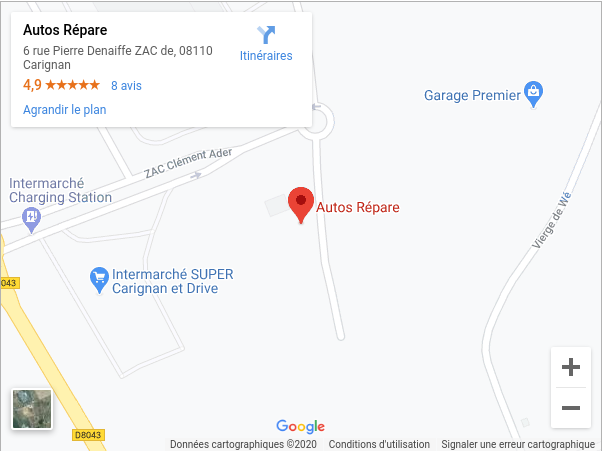 Autos Répare
6 rue Pierre Denaiffe ZAC de, 08110
Carignan
4,9 ★★★★★ 8 avis
Agrandir le plan
Itinéraires
Garage Premier
ZAC Clément Ader
Intermarché
Charging Station
Autos Répare
Vierge de Wé
Intermarché SUPER
Carignan et Drive
043
D8043
Google
Données cartographiques ©2020 Conditions d'utilisation Signaler une erreur cartographique